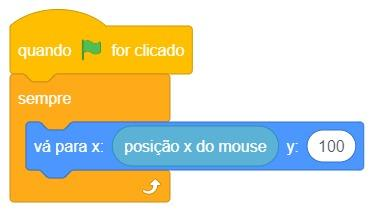 quando for clicado
sempre
vá para x: posição x do mouse y: 100